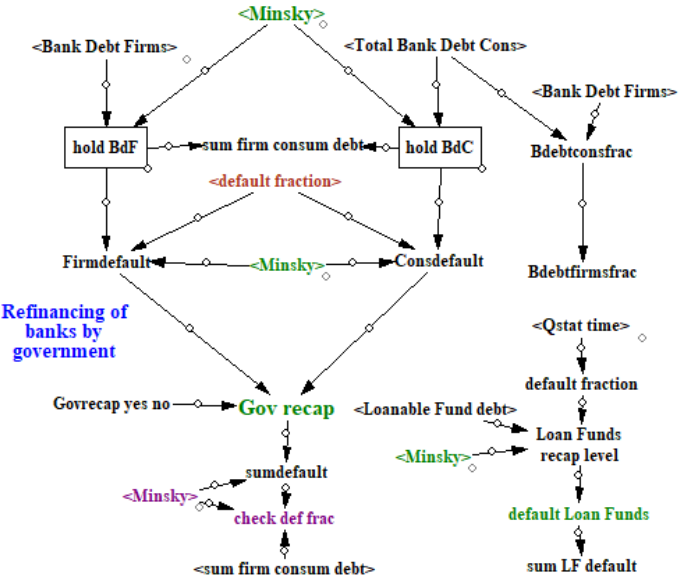 <Minsky>
<Bank Debt Firms>
<Total Bank Debt Cons>
<Bank Debt Firms>
hold BdF
sum firm consum debt
hold BdC
Bdebtconsfrac
<default fraction>
Firmdefault
<Minsky>
Consdefault
Bdebtfirmsfrac
Refinancing of
banks by
government
<Qstat time>
default fraction
Govrecap yes no
Gov recap
<Loanable Fund debt>
Loan Funds
recap level
<Minsky>
sumdefault
<Minsky>
check def frac
default Loan Funds
<sum firm consum debt>
sum LF default